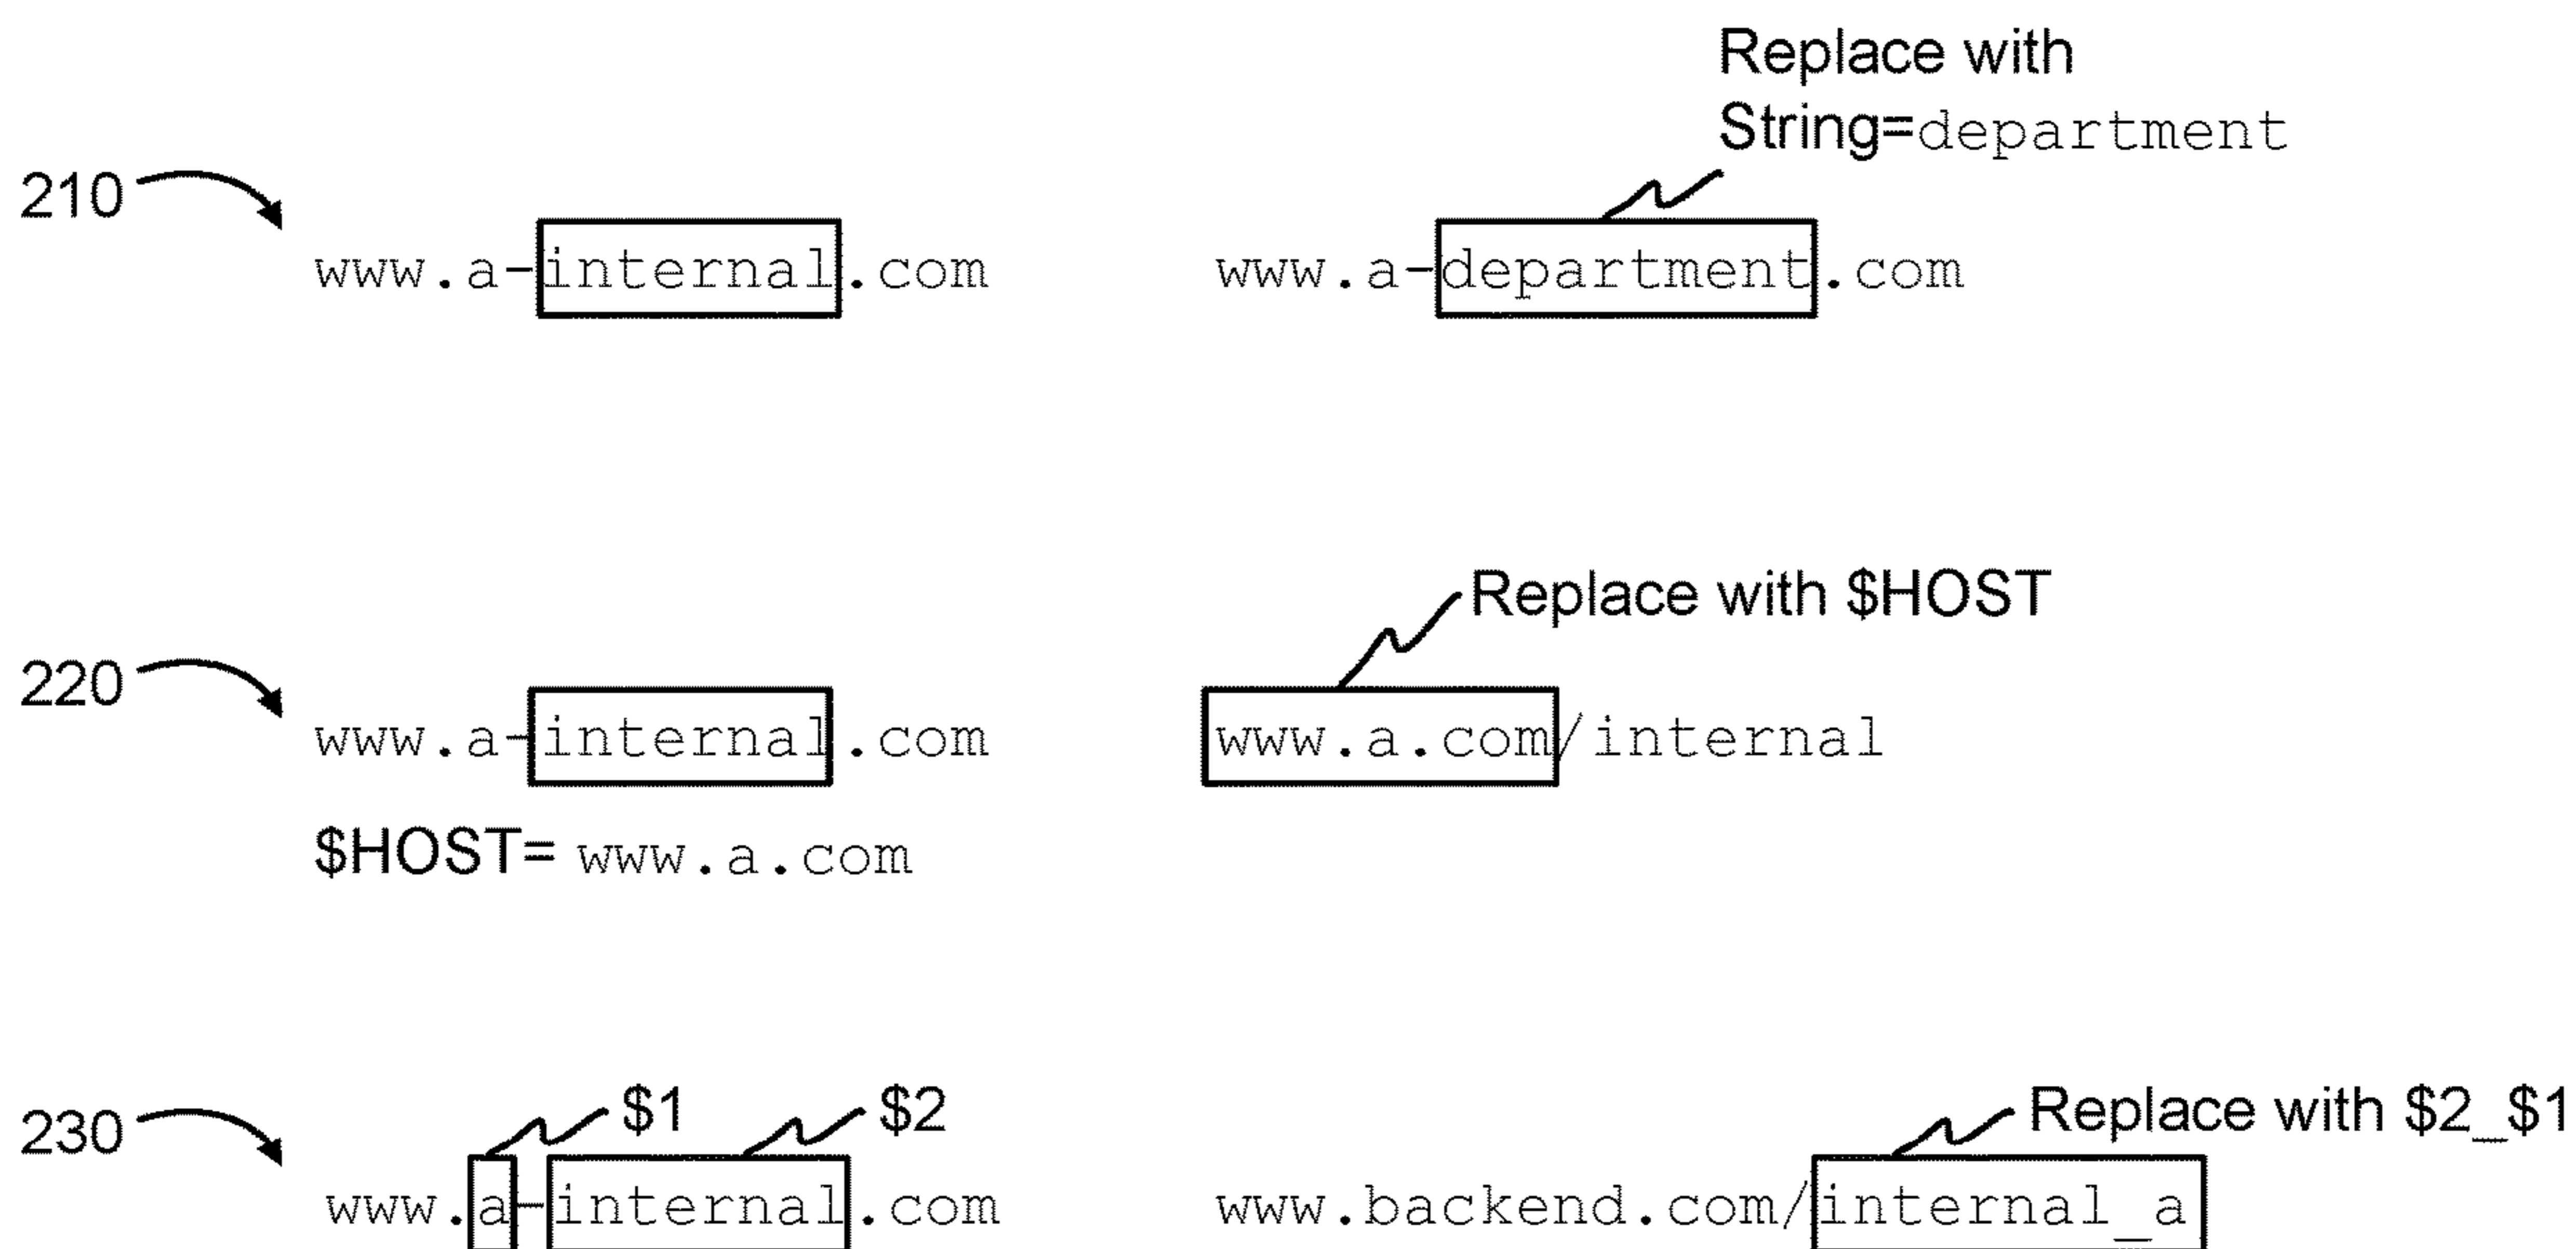 Replace with
String=department
210
www.a-internal.com www.a-department.com
Replace with $HOST
220
www.a-internal.com www.a.com/internal
$HOST= www.a.com
230 $1 $2 Replace with $2_$1
www.a-internal.com www.backend.com/internal_a